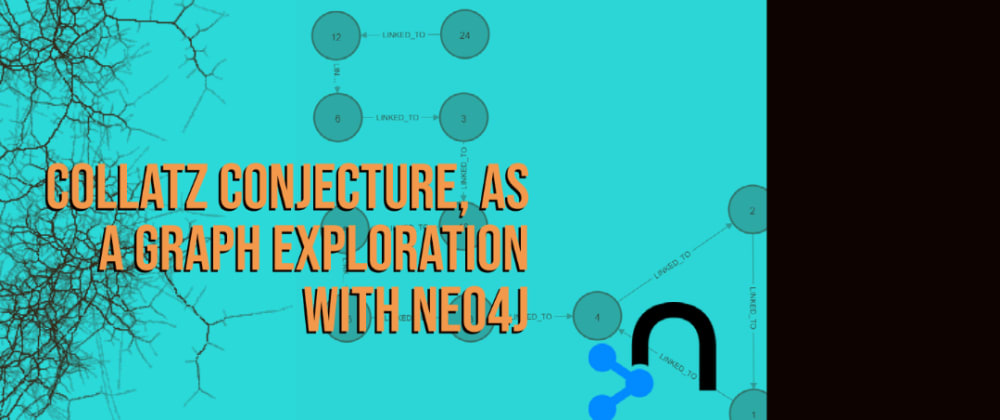 12 LINKED_TO 24
LIN...
6 LINKED_TO 3
LINKED_TO
COLLATZ CONJECTURE, AS
A GRAPH EXPLORATION
WITH NEO4J
2
LINKED_TO
LINKED_TO
4
LINKED_TO
1
n